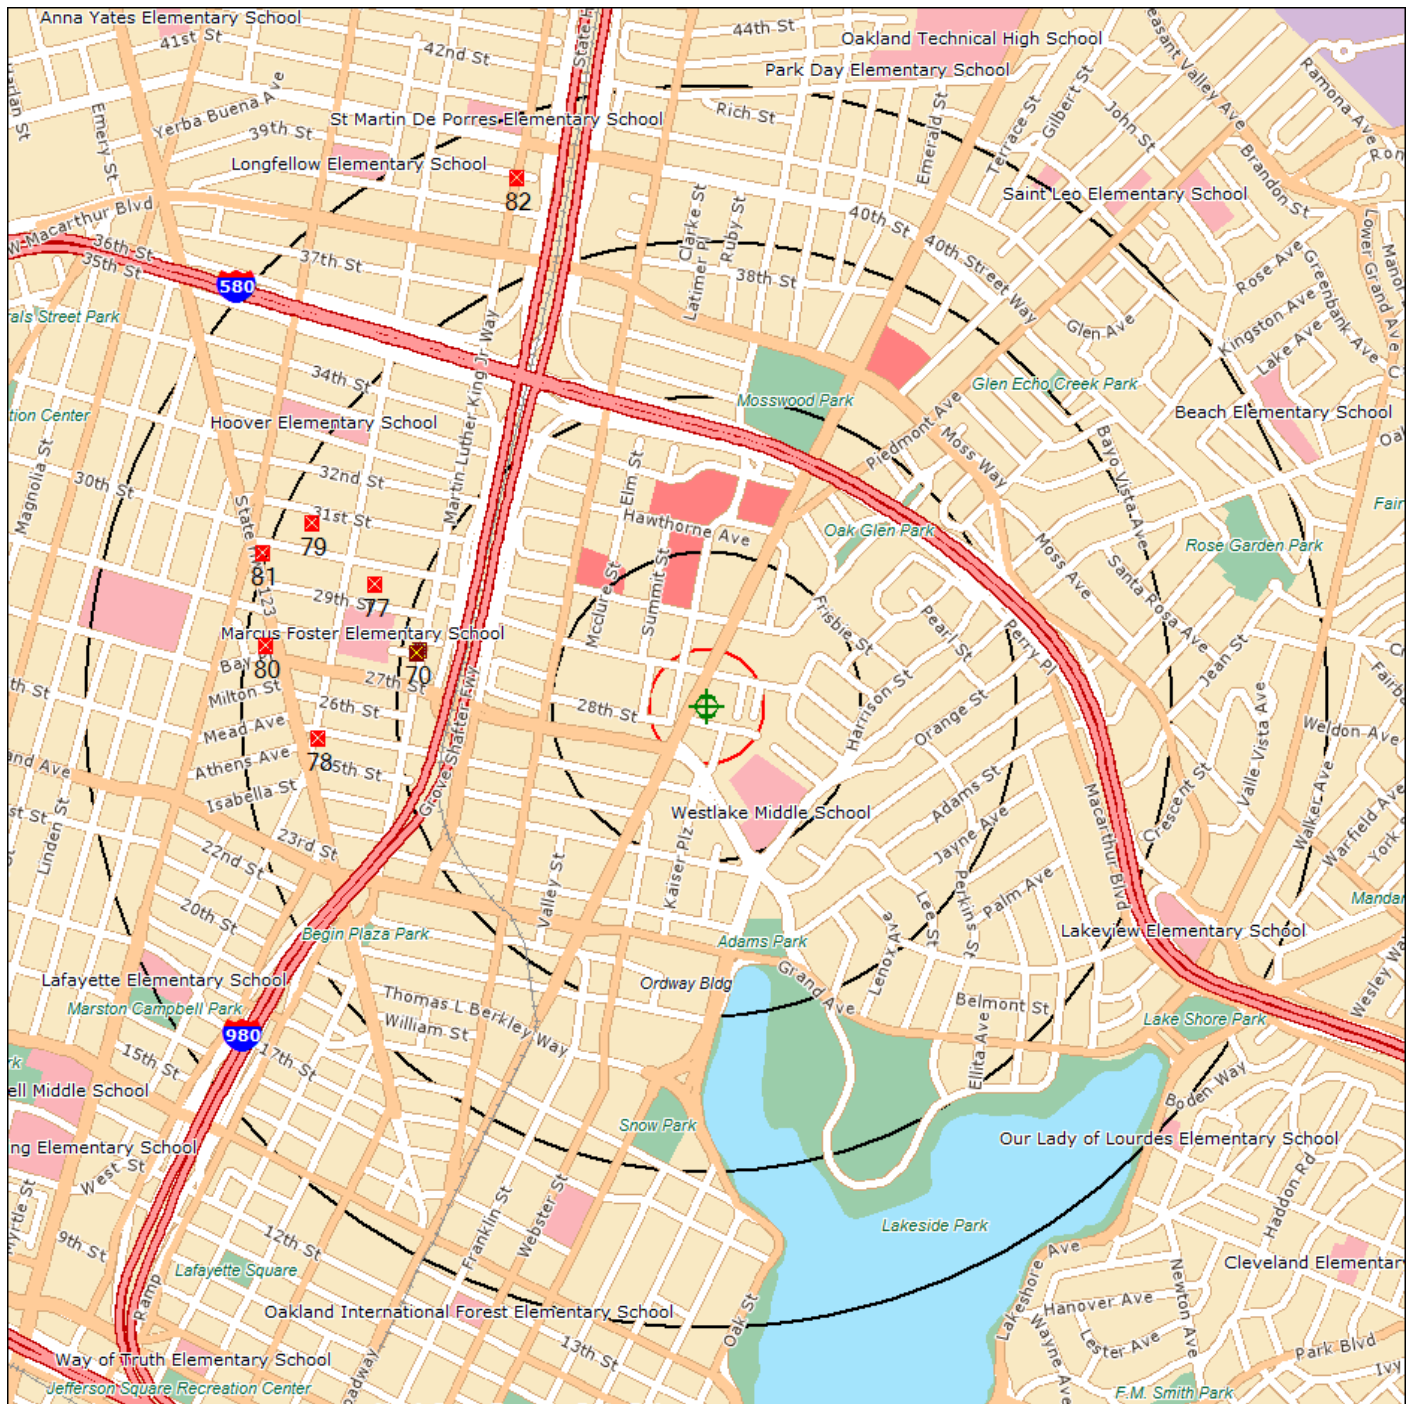 Anna Yates Elementary School
41st St
42nd St
44th St
Oakland Technical High School
Park Day Elementary School
Ramona Ave
Emery St
Yerba Buena Ave
39th St
St Martin De Porres Elementary School
Rich St
Emerald St
Terrace St
Gilbert St
John St
Longfellow Elementary School
82
Brandon St
Saint Leo Elementary School
W Macarthur Blvd
36th St
35th St
37th St
Clarke St
Latimer Pl
Ruby St
38th St
40th St
40th Street Way
Rose Ave
Greenbank Ave
Lower Grand Ave
580
Kingston Ave
Lake Ave
Glen Ave
34th St
Martin Luther King Jr Way
Mosswood Park
Glen Echo Creek Park
Beach Elementary School
Hoover Elementary School
Piedmont Ave
Moss Way
Bayo Vista Ave
Magnolia St
30th St
32nd St
31st St
79
Elm St
Hawthorne Ave
Oak Glen Park
Rose Garden Park
81
29th St
77
Mcclure St
Summit St
Moss Ave
Santa Rosa Ave
Frisbie St
Pearl St
Perry Pl
Jean St
Marcus Foster Elementary School
80
70
27th St
Milton St
26th St
28th St
Harrison St
Orange St
Mead Ave
Athens Ave
78
Isabella St
Grove Shafter Fwy
Weldon Ave
Valle Vista Ave
Walker Ave
Warfield Ave
Crescent St
Macarthur Blvd
Adams St
Jayne Ave
Westlake Middle School
Linden St
23rd St
22nd St
20th St
Valley St
Kaiser Plz
Perkins St
Palm Ave
Lee St
Lenox Ave
Begin Plaza Park
Adams Park
Lakeview Elementary School
Lafayette Elementary School
Ordway Bldg
Grand Ave
Marston Campbell Park
Thomas L Berkley Way
William St
Belmont St
Lake Shore Park
980
15th St
17th St
Ellita Ave
Boden Way
Snow Park
Our Lady of Lourdes Elementary School
West St
Myrtle St
9th St
12th St
Franklin St
Webster St
Lakeside Park
Haddon Rd
Lafayette Square
Ramp
Lakeshore Ave
Newton Ave
Oakland International Forest Elementary School
Oak St
Hanover Ave
Wayne Ave
Lester Ave
Park Blvd
13th St
Way of Truth Elementary School
Jefferson Square Recreation Center
F.M. Smith Park